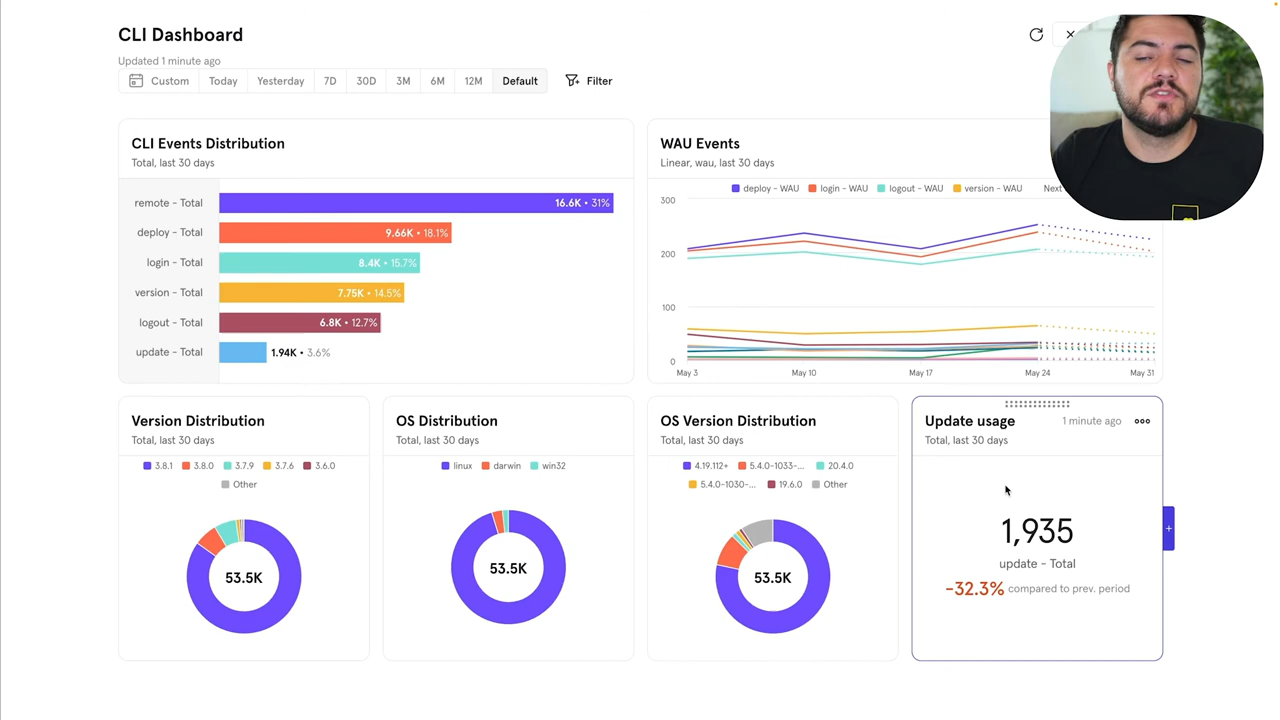 CLI Dashboard
Updated 1 minute ago
Custom Today Yesterday 7D 30D 3M 6M 12M Default Filter
CLI Events Distribution
Total, last 30 days
remote - Total 16.6K • 31%
deploy - Total 9.66K • 18.1%
login - Total 8.4K • 15.7%
version - Total 7.75K • 14.5%
logout - Total 6.8K • 12.7%
update - Total 1.94K • 3.6%
WAU Events
Linear, wau, last 30 days
deploy - WAU login - WAU logout - WAU version - WAU Next
300
200
100
0
May 3 May 10 May 17 May 24 May 31
Version Distribution
Total, last 30 days
3.8.1 3.8.0 3.7.9 3.7.6 3.6.0
Other
53.5K
OS Distribution
Total, last 30 days
linux darwin win32
53.5K
OS Version Distribution
Total, last 30 days
4.19.112+ 5.4.0-1033-... 20.4.0
5.4.0-1030-... 19.6.0 Other
53.5K
Update usage 1 minute ago
Total, last 30 days
1,935
update - Total
-32.3% compared to prev. period